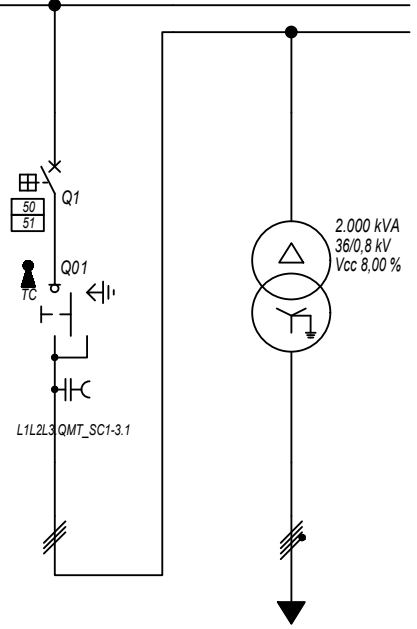 Q1
50
51
Q01
TC
L1L2L3
QMT_SC1-3.1
2.000 kVA
36/0,8 kV
Vcc 8,00 %